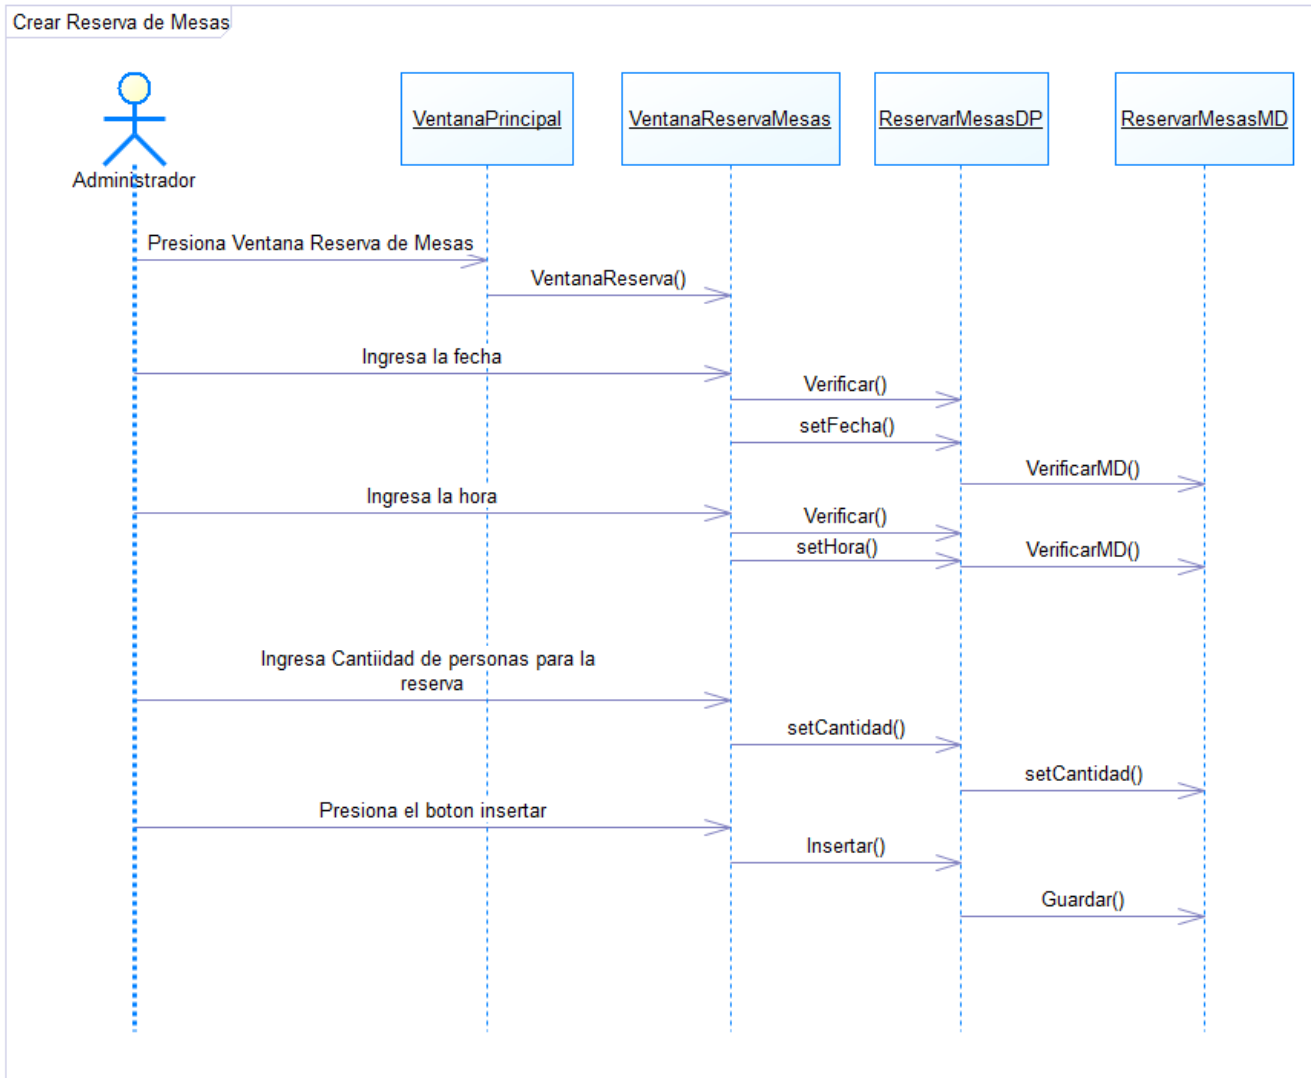 Crear Reserva de Mesas
Administrador
VentanaPrincipal
VentanaReservaMesas
ReservarMesasDP
ReservarMesasMD
Presiona Ventana Reserva de Mesas
VentanaReserva()
Ingresa la fecha
Verificar()
setFecha()
VerificarMD()
Ingresa la hora
Verificar()
setHora()
VerificarMD()
Ingresa Cantiidad de personas para la
reserva
setCantidad()
setCantidad()
Presiona el boton insertar
Insertar()
Guardar()